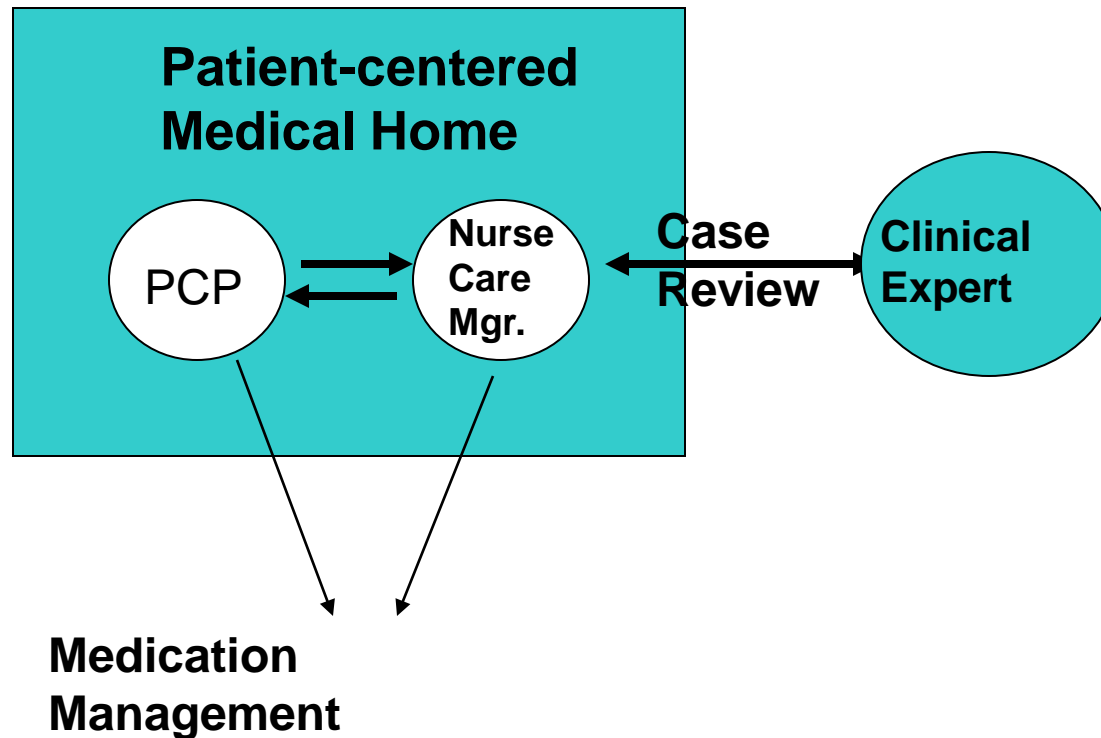 Patient-centered
Medical Home
PCP
Nurse
Care
Mgr.
Case
Review
Clinical
Expert
Medication
Management